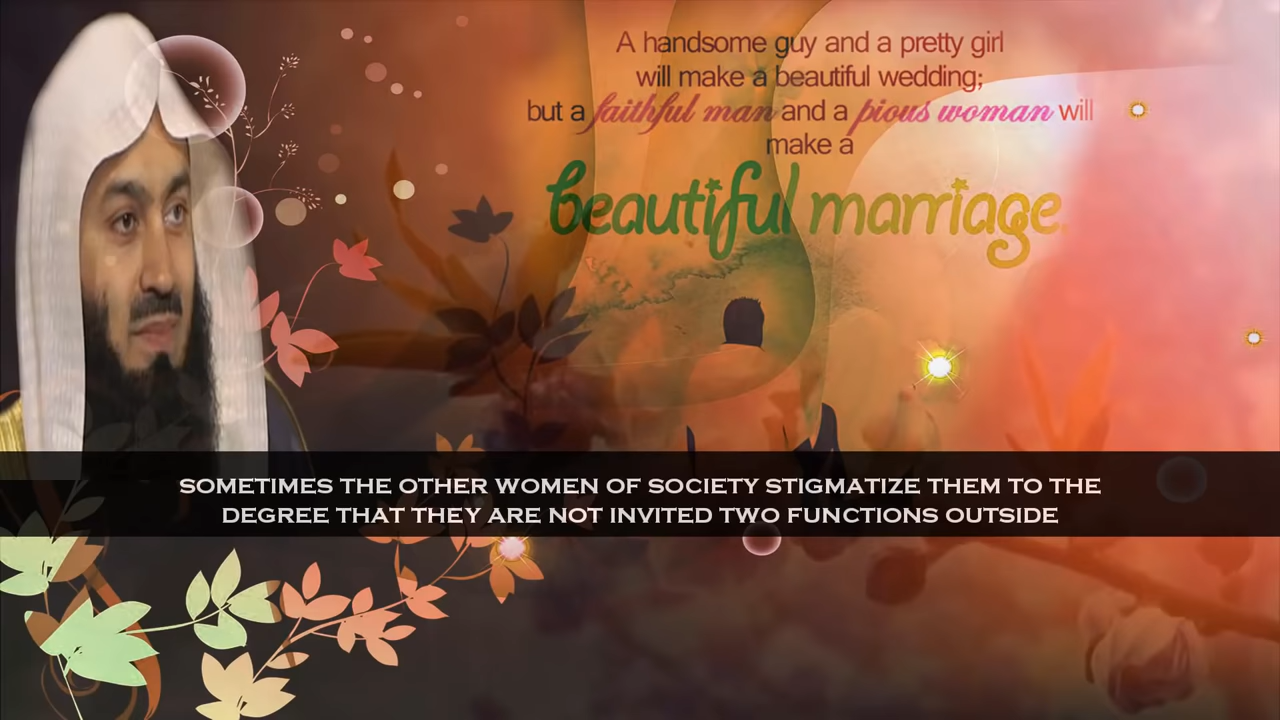 A handsome guy and a pretty girl
will make a beautiful wedding;
but a faithful man and a pious woman will
make a
beautiful marriage.
SOMETIMES THE OTHER WOMEN OF SOCIETY STIGMATIZE THEM TO THE
DEGREE THAT THEY ARE NOT INVITED TWO FUNCTIONS OUTSIDE